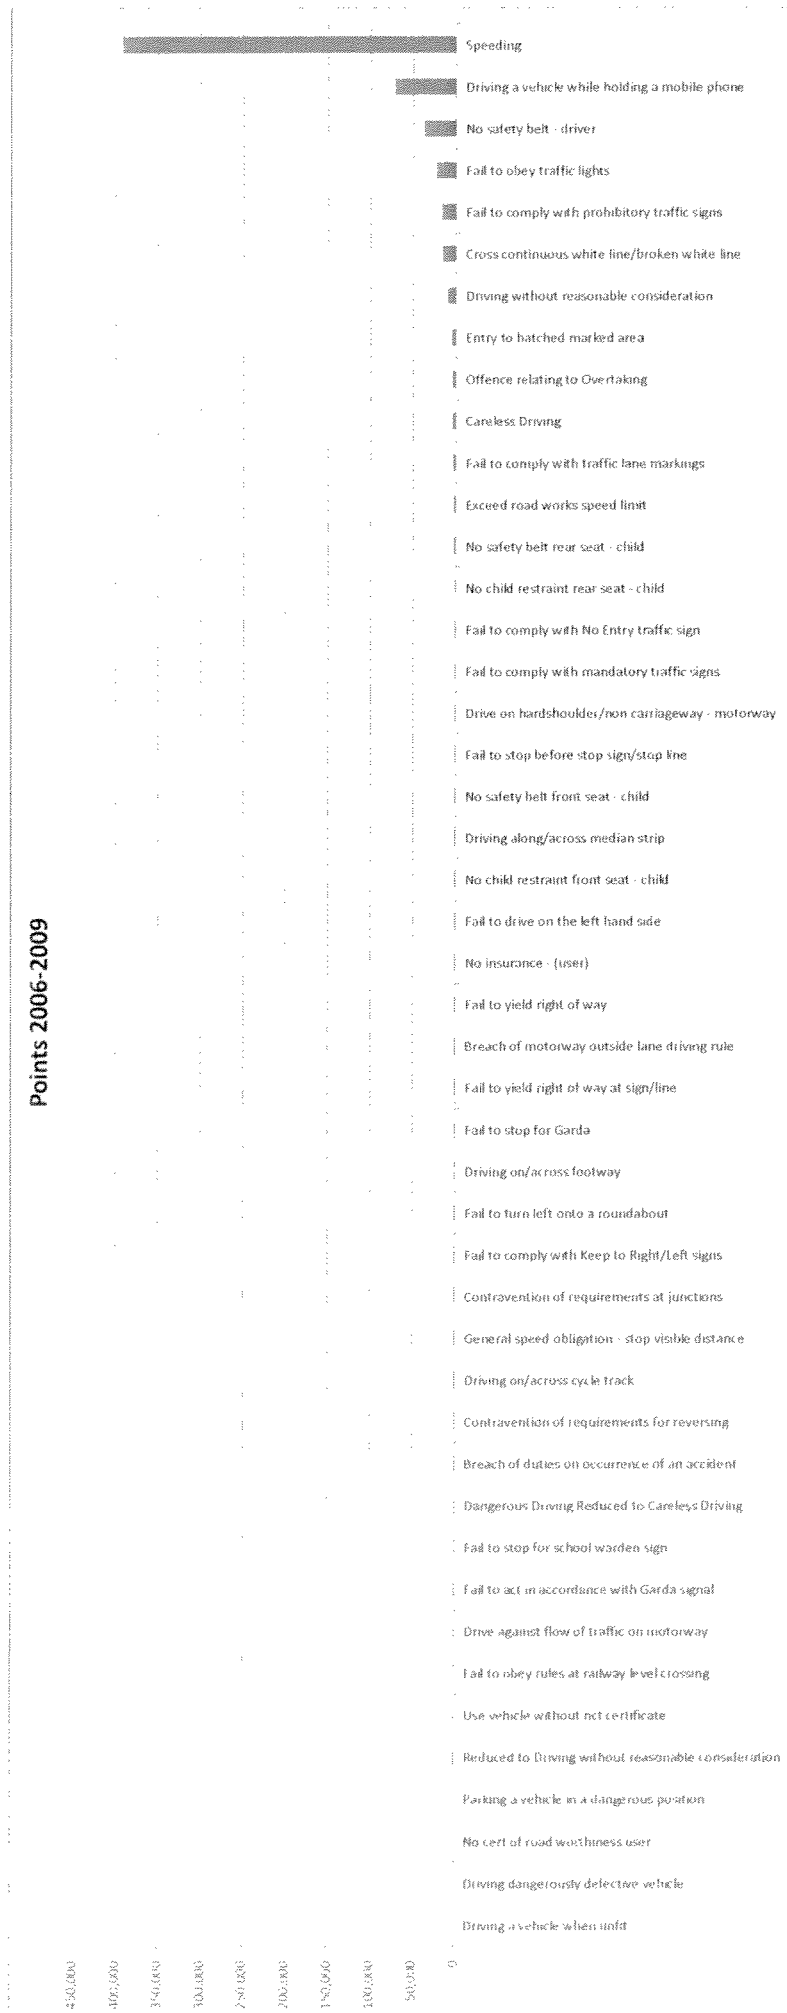 Points 2006-2009
Speeding
Driving a vehicle while holding a mobile phone
No safety belt - driver
Fail to obey traffic lights
Fail to comply with prohibitory traffic signs
Cross continuous white line/broken white line
Driving without reasonable consideration
Entry to hatched marked area
Offence relating to Overtaking
Careless Driving
Fail to comply with traffic lane markings
Exceed road works speed limit
No safety belt rear seat - child
No child restraint rear seat - child
Fail to comply with No Entry traffic sign
Fail to comply with mandatory traffic signs
Drive on hardshoulder/non carriageway - motorway
Fail to stop before stop sign/stop line
No safety belt front seat - child
Driving along/across median strip
No child restraint front seat - child
Fail to drive on the left hand side
No insurance - (user)
Fail to yield right of way
Breach of motorway outside lane driving rule
Fail to yield right of way at sign/line
Fail to stop for Garda
Driving on/across footway
Fail to turn left onto a roundabout
Fail to comply with Keep to Right/Left signs
Contravention of requirements at junctions
General speed obligation - stop visible distance
Driving on/across cycle track
Contravention of requirements for reversing
Breach of duties on occurrence of an accident
Dangerous Driving Reduced to Careless Driving
Fail to stop for school warden sign
Fail to act in accordance with Garda signal
Drive against flow of traffic on motorway
Fail to obey rules at railway level crossing
Use vehicle without nct certificate
Reduced to Driving without reasonable consideration
Parking a vehicle in a dangerous position
No cert of road worthiness user
Driving dangerously defective vehicle
Driving a vehicle when unfit
450,000
400,000
350,000
300,000
250,000
200,000
150,000
100,000
50,000
0